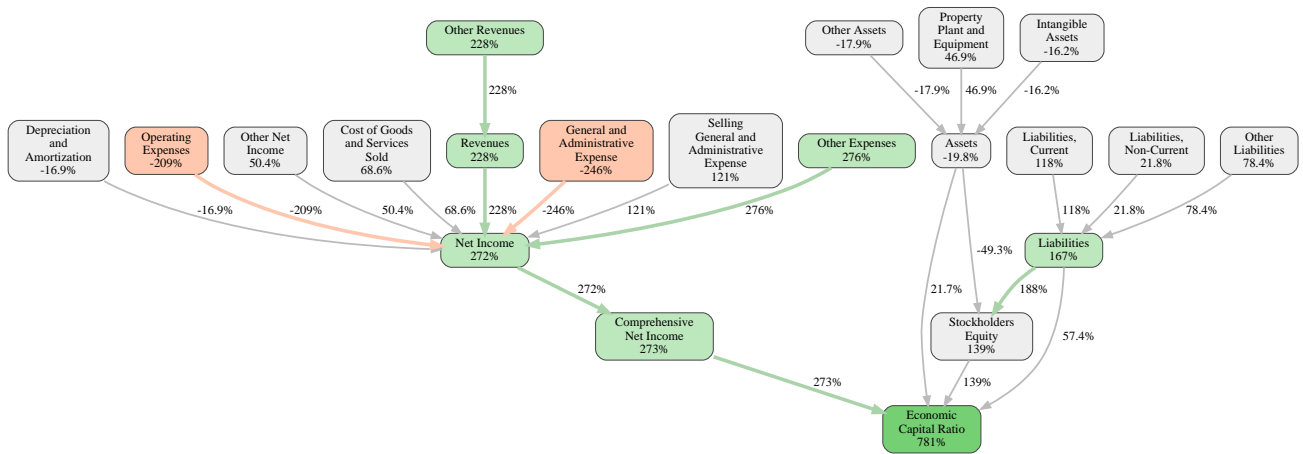 Other Revenues
228%
Other Assets
-17.9%
Property
Plant and
Equipment
46.9%
Intangible
Assets
-16.2%
228%
-17.9%
46.9%
-16.2%
Depreciation
and
Amortization
-16.9%
Operating
Expenses
-209%
Other Net
Income
50.4%
Cost of Goods
and Services
Sold
68.6%
Revenues
228%
General and
Administrative
Expense
-246%
Selling
General and
Administrative
Expense
121%
Other Expenses
276%
Assets
-19.8%
Liabilities,
Current
118%
Liabilities,
Non-Current
21.8%
Other
Liabilities
78.4%
-16.9%
-209%
50.4%
68.6%
228%
-246%
121%
276%
118%
21.8%
78.4%
Net Income
272%
-49.3%
Liabilities
167%
272%
21.7%
188%
Comprehensive
Net Income
273%
Stockholders
Equity
139%
57.4%
273%
139%
Economic
Capital Ratio
781%